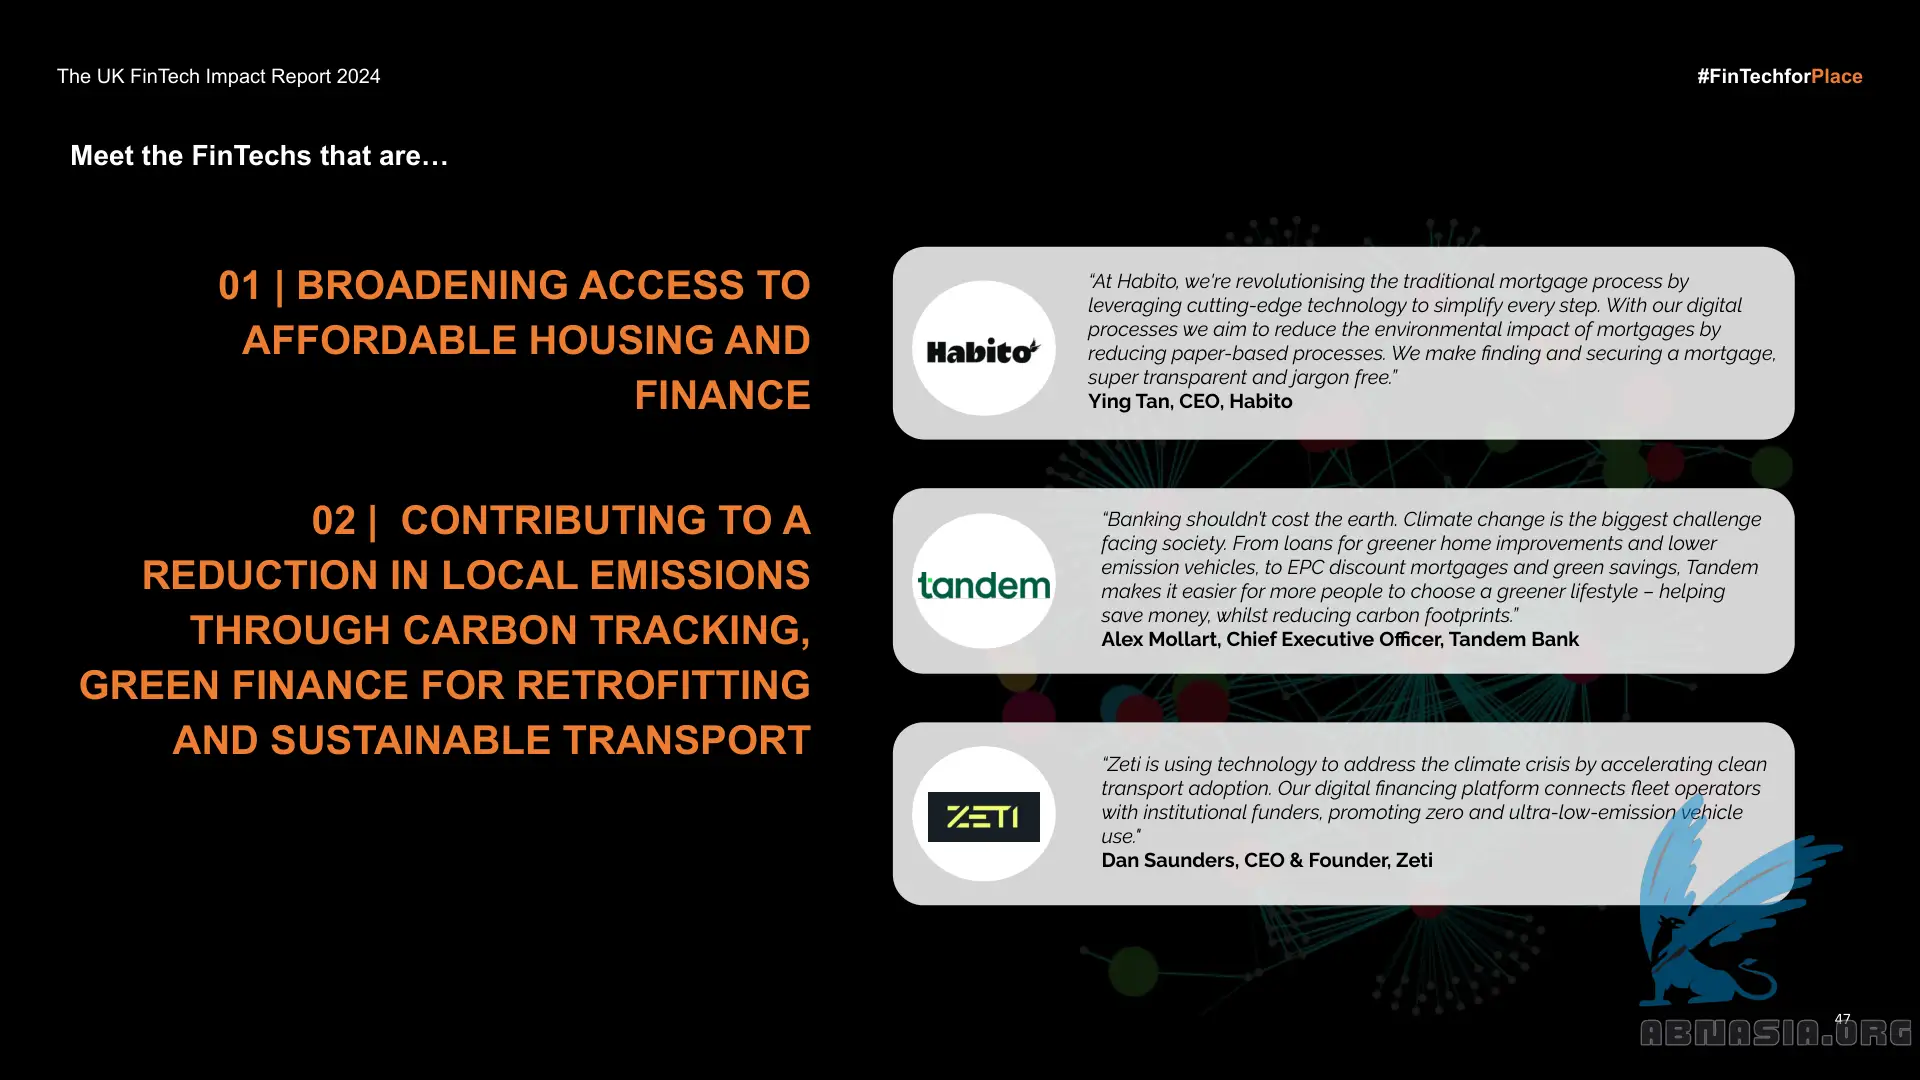 The UK FinTech Impact Report 2024
#FinTechforPlace
Meet the FinTechs that are…
01 | BROADENING ACCESS TO
AFFORDABLE HOUSING AND
FINANCE
02 |  CONTRIBUTING TO A
REDUCTION IN LOCAL EMISSIONS
THROUGH CARBON TRACKING,
GREEN FINANCE FOR RETROFITTING
AND SUSTAINABLE TRANSPORT
Habito
“At Habito, we're revolutionising the traditional mortgage process by
leveraging cutting-edge technology to simplify every step. With our digital
processes we aim to reduce the environmental impact of mortgages by
reducing paper-based processes. We make finding and securing a mortgage,
super transparent and jargon free.”
Ying Tan, CEO, Habito
tandem
“Banking shouldn’t cost the earth. Climate change is the biggest challenge
facing society. From loans for greener home improvements and lower
emission vehicles, to EPC discount mortgages and green savings, Tandem
makes it easier for more people to choose a greener lifestyle – helping
save money, whilst reducing carbon footprints.”
Alex Mollart, Chief Executive Officer, Tandem Bank
ZETI
“Zeti is using technology to address the climate crisis by accelerating clean
transport adoption. Our digital financing platform connects fleet operators
with institutional funders, promoting zero and ultra-low-emission vehicle
use."
Dan Saunders, CEO & Founder, Zeti
47
ABMASIA.ORG